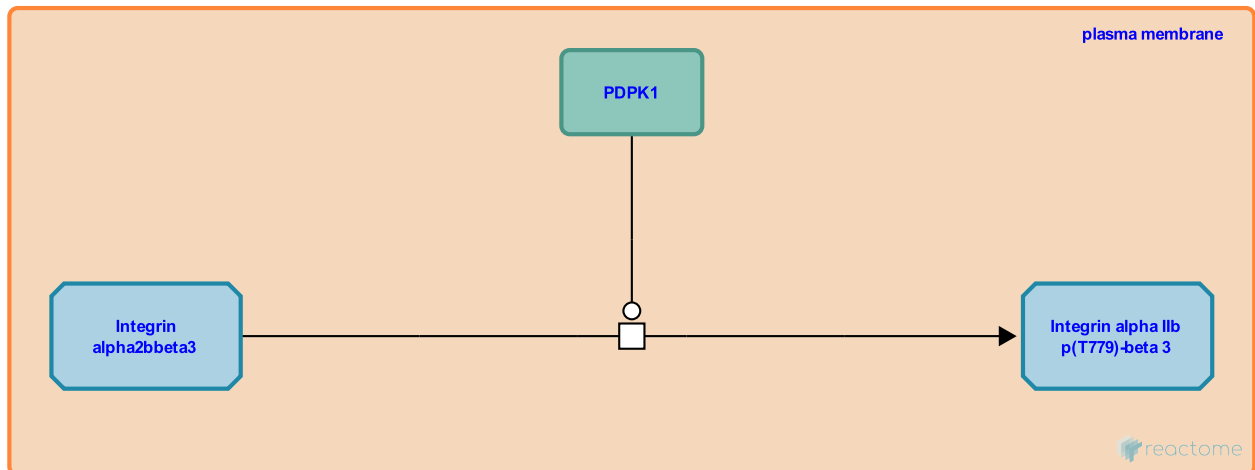 plasma membrane
PDPK1
Integrin
alpha2bbeta3
Integrin alpha IIb
p(T779)-beta 3
reactome